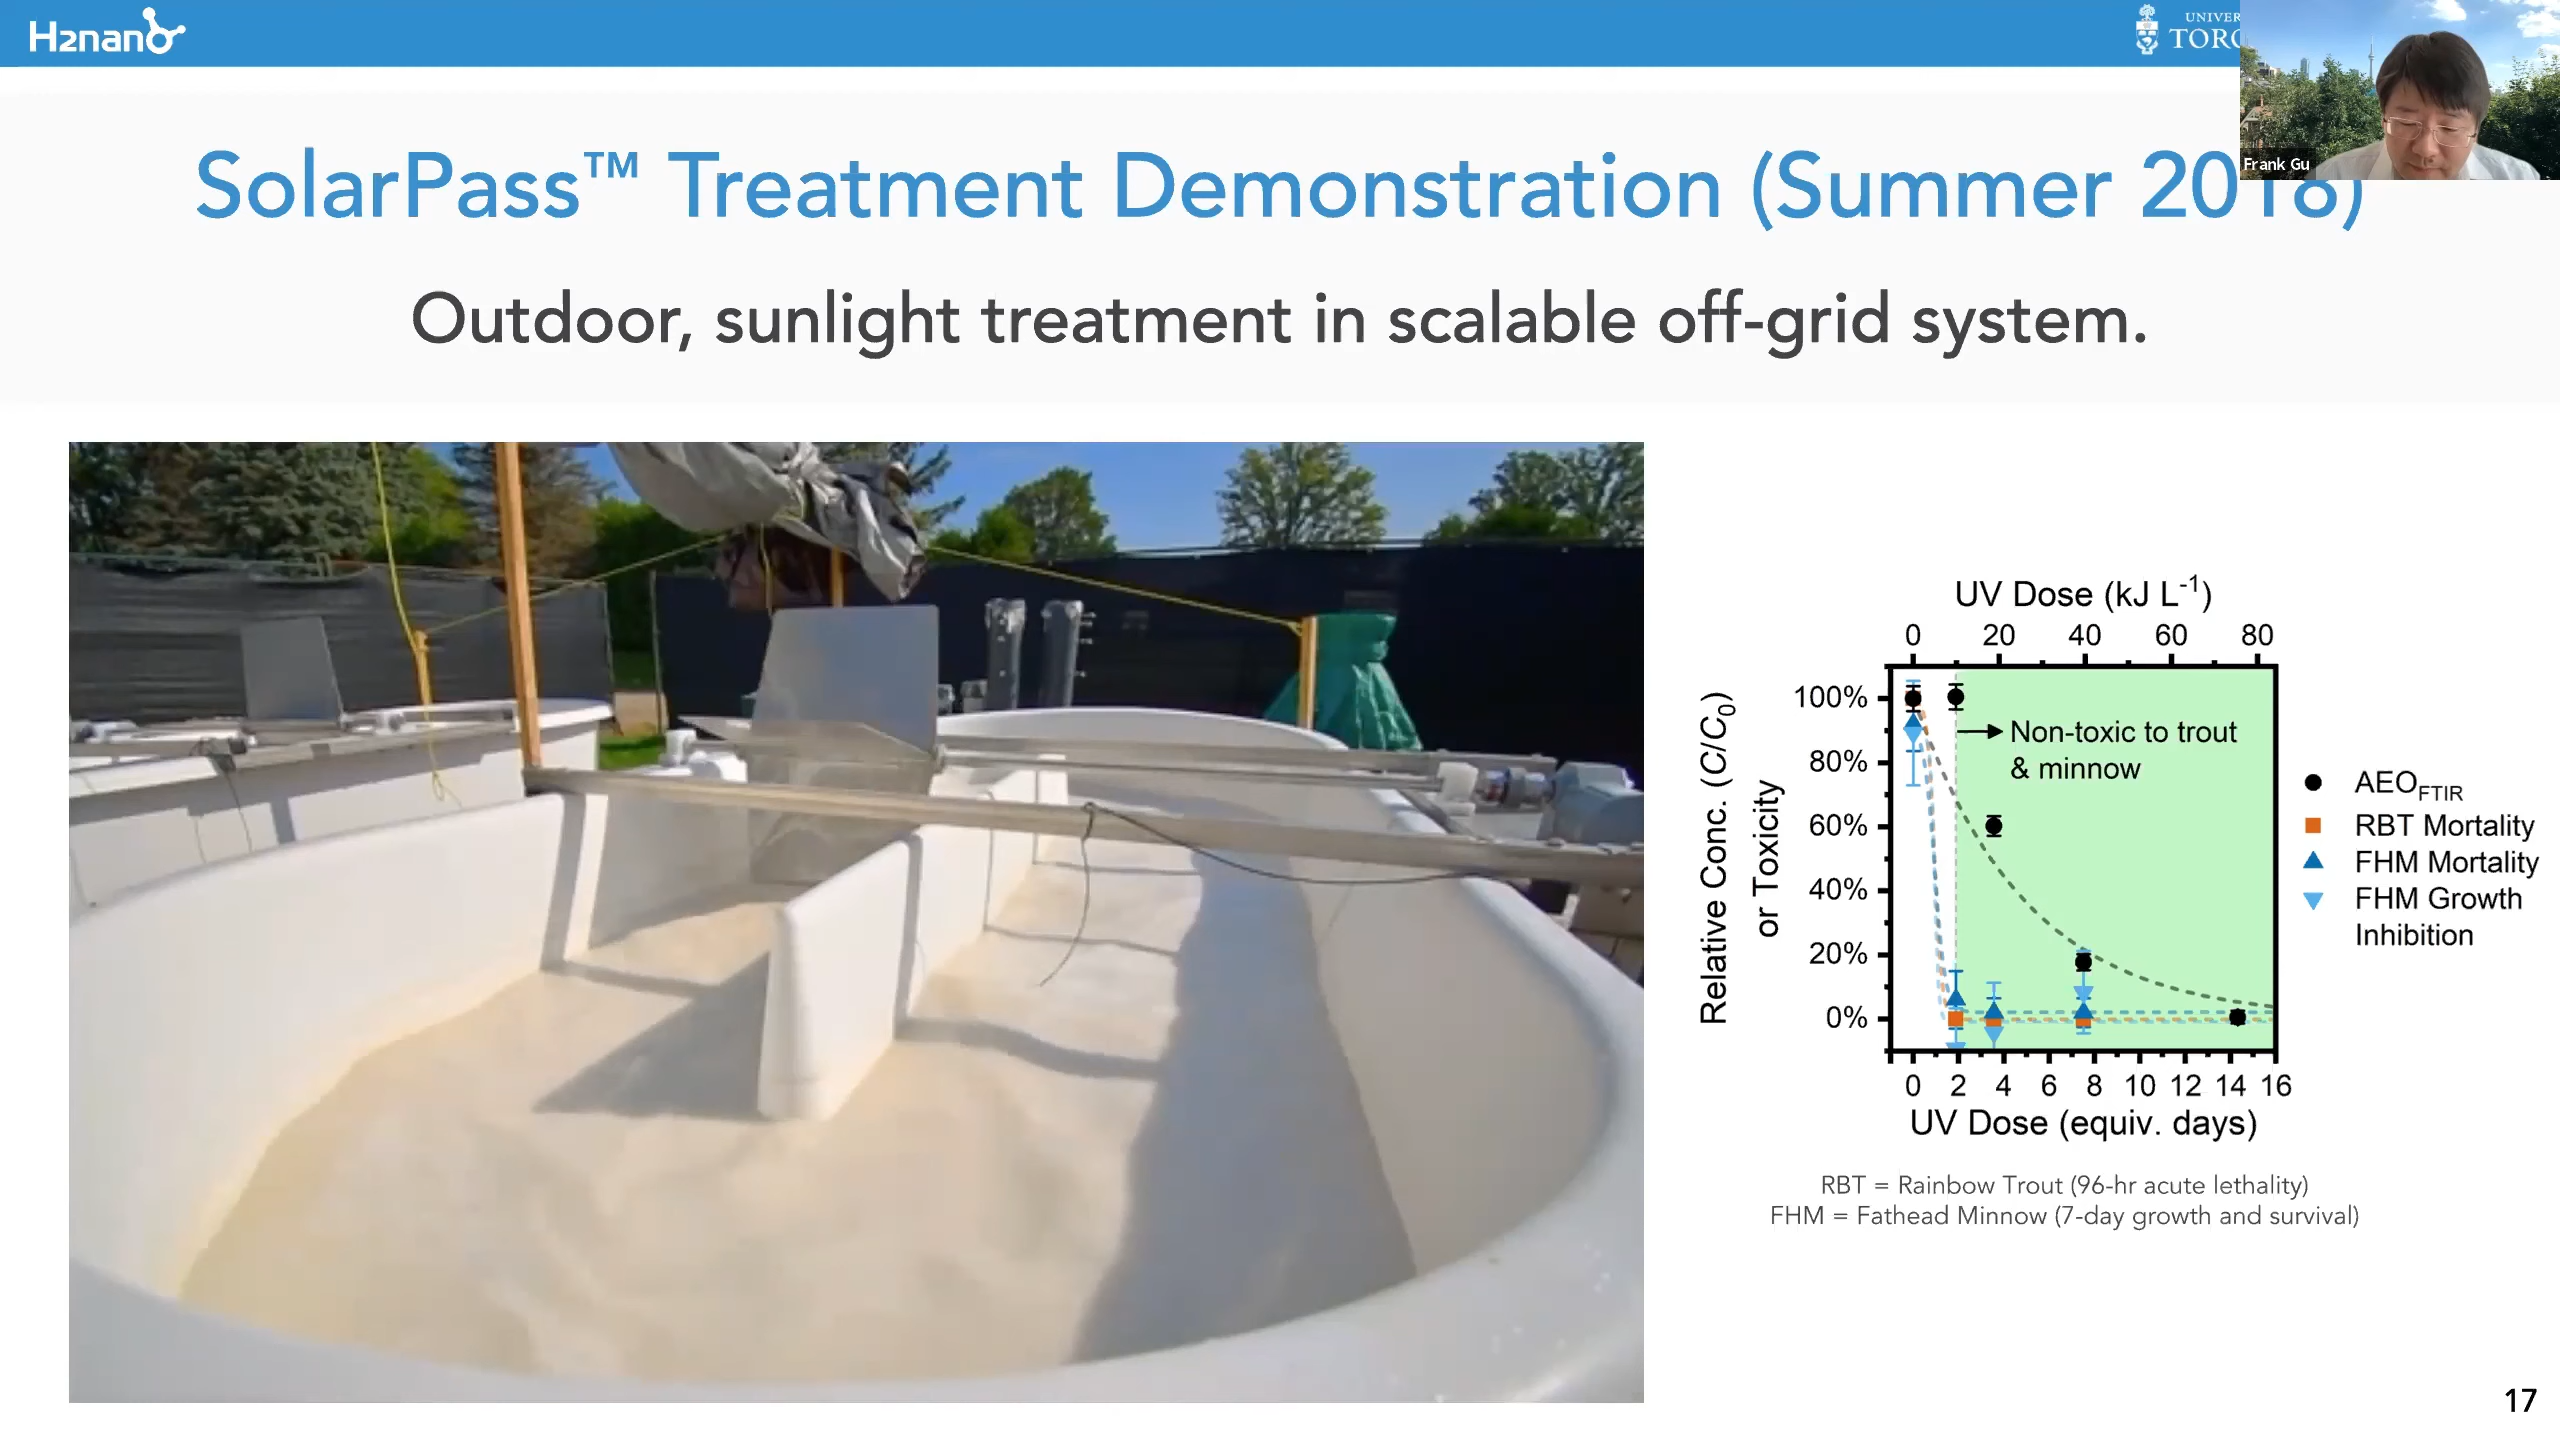 H2nano
TORO
Frank Gu
SolarPass™ Treatment Demonstration (Summer 2018)
Outdoor, sunlight treatment in scalable off-grid system.
UV Dose (kJ L-1)
0 20 40 60 80
Relative Conc. (C/C0)
or Toxicity
100%
80%
60%
40%
20%
0%
Non-toxic to trout
& minnow
AEOFTIR
RBT Mortality
FHM Mortality
FHM Growth
Inhibition
0 2 4 6 8 10 12 14 16
UV Dose (equiv. days)
RBT = Rainbow Trout (96-hr acute lethality)
FHM = Fathead Minnow (7-day growth and survival)
17